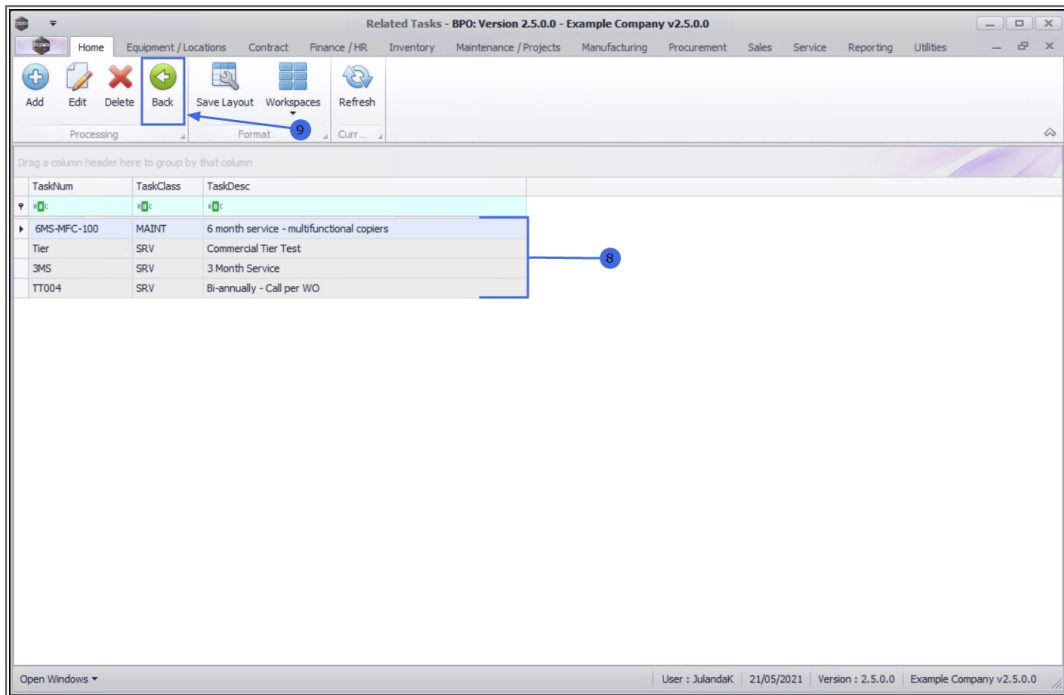 Related Tasks - BPO: Version 2.5.0.0 - Example Company v2.5.0.0
Home Equipment / Locations Contract Finance / HR Inventory Maintenance / Projects Manufacturing Procurement Sales Service Reporting Utilities
Add Edit Delete Back Save Layout Workspaces Refresh
Processing Format 9 Curr...
Drag a column header here to group by that column
TaskNum TaskClass TaskDesc
6MS-MFC-100 MAINT 6 month service - multifunctional copiers
Tier SRV Commercial Tier Test
8
3MS SRV 3 Month Service
TT004 SRV Bi-annually - Call per WO
Open Windows User : JulandaK 21/05/2021 Version : 2.5.0.0 Example Company v2.5.0.0